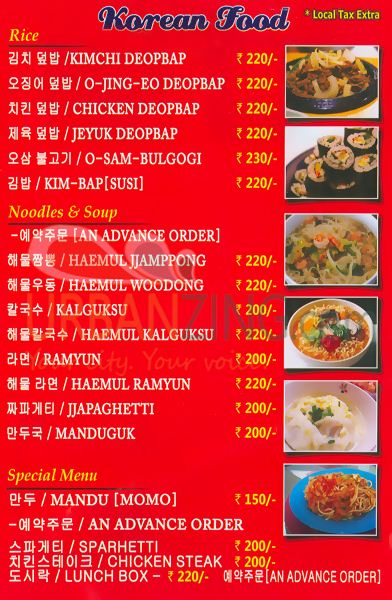 Korean Food
* Local Tax Extra
Rice
김치 덮밥 /KIMCHI DEOPBAP ₹ 220/-
오징어 덮밥 / O-JING-EO DEOPBAP ₹ 220/-
치킨 덮밥 / CHICKEN DEOPBAP ₹ 220/-
제육 덮밥 / JEYUK DEOPBAP ₹ 220/-
오삼 불고기 / O-SAM-BULGOGI ₹ 230/-
김밥 / KIM-BAP[SUSI] ₹ 220/-
Noodles & Soup
-예약주문 [AN ADVANCE ORDER]
해물짬뽕 / HAEMUL JJAMPPONG ₹ 220/-
해물우동 / HAEMUL WOODONG ₹ 220/-
칼국수 / KALGUKSU ₹ 200/-
해물칼국수 / HAEMUL KALGUKSU ₹ 220/-
라면 / RAMYUN ₹ 200/-
해물 라면 / HAEMUL RAMYUN ₹ 220/-
짜파게티 / JJAPAGHETTI ₹ 200/-
만두국 / MANDUGUK ₹ 200/-
URBANZING
Your city. Your voice
Special Menu
만두 / MANDU [MOMO] ₹ 150/-
-예약주문 / AN ADVANCE ORDER
스파게티 / SPARHETTI ₹ 200/-
치킨스테이크 / CHICKEN STEAK ₹ 200/-
도시락 / LUNCH BOX - ₹ 220/- 예약주문[AN ADVANCE ORDER]